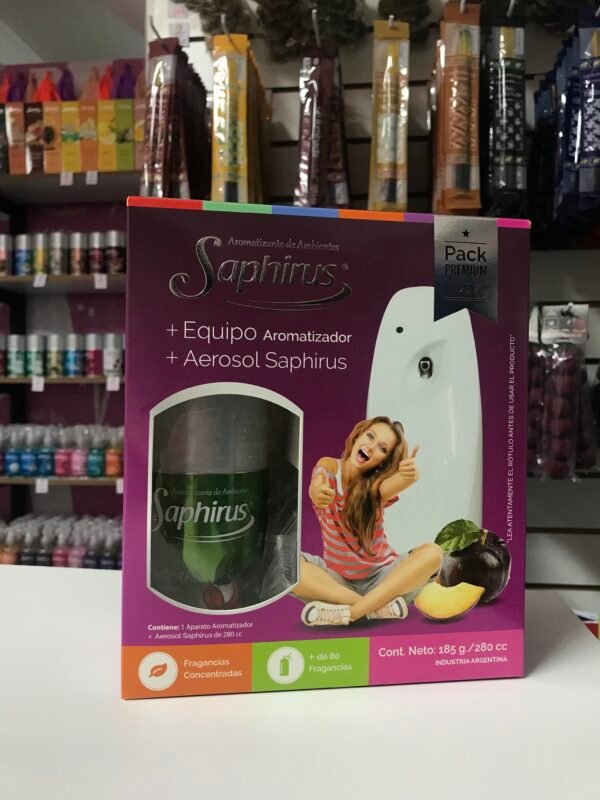 Aromatizante de Ambientes
Saphirus®
Pack
PREMIUM
+ Equipo Aromatizador
+ Aerosol Saphirus
*LEA ATENTAMENTE EL RÓTULO ANTES DE USAR EL PRODUCTO*
Aromatizante de Ambientes
Saphirus
Contiene: 1 Aparato Aromatizador
+ Aerosol Saphirus de 280 cc
Fragancias
Concentradas
+ de 80
Fragancias
Cont. Neto: 185 g./280 cc
INDUSTRIA ARGENTINA